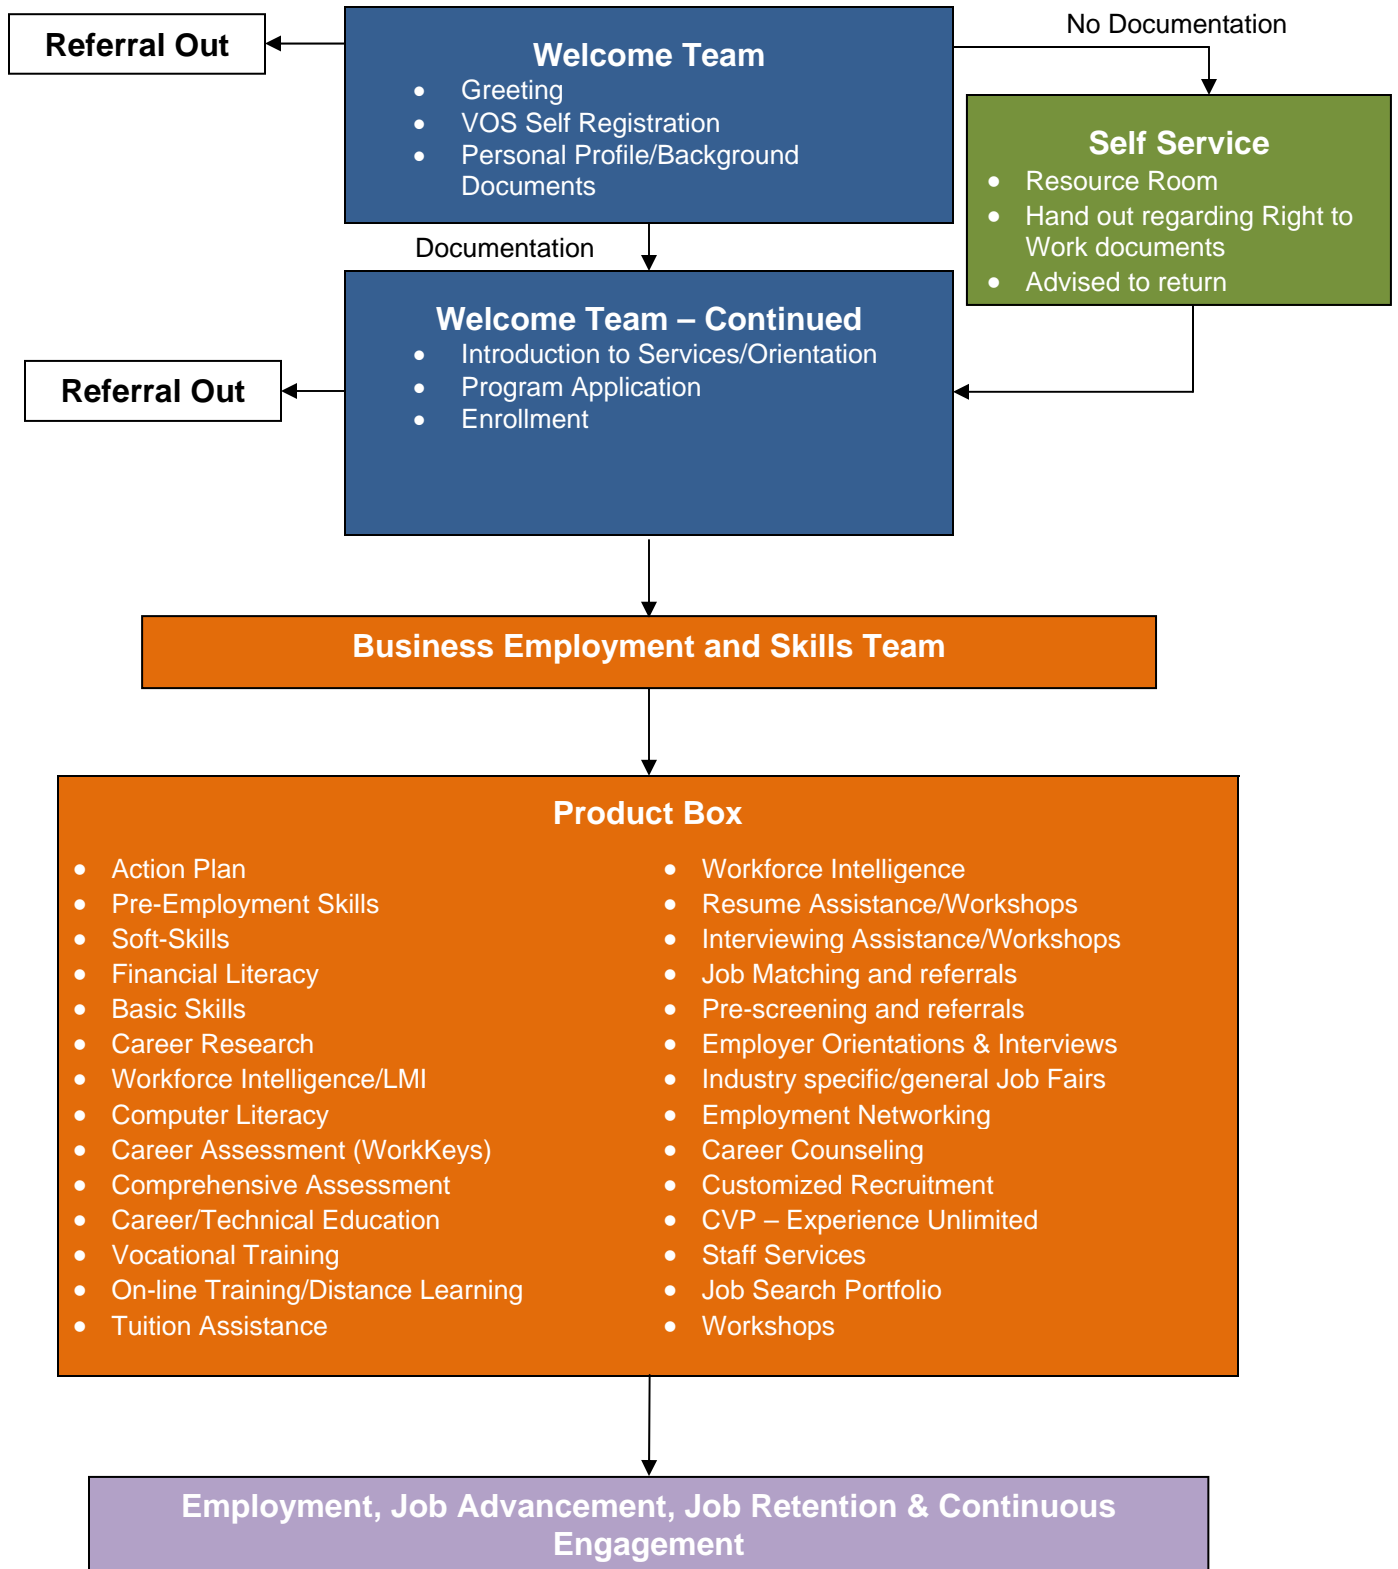 No Documentation
Referral Out
Welcome Team
Greeting
VOS Self Registration
Personal Profile/Background
Documents
Self Service
Resource Room
Hand out regarding Right to
Work documents
Advised to return
Documentation
Welcome Team – Continued
Introduction to Services/Orientation
Program Application
Enrollment
Referral Out
Business Employment and Skills Team
Product Box
Action Plan
Pre-Employment Skills
Soft-Skills
Financial Literacy
Basic Skills
Career Research
Workforce Intelligence/LMI
Computer Literacy
Career Assessment (WorkKeys)
Comprehensive Assessment
Career/Technical Education
Vocational Training
On-line Training/Distance Learning
Tuition Assistance
Workforce Intelligence
Resume Assistance/Workshops
Interviewing Assistance/Workshops
Job Matching and referrals
Pre-screening and referrals
Employer Orientations & Interviews
Industry specific/general Job Fairs
Employment Networking
Career Counseling
Customized Recruitment
CVP – Experience Unlimited
Staff Services
Job Search Portfolio
Workshops
Employment, Job Advancement, Job Retention & Continuous
Engagement